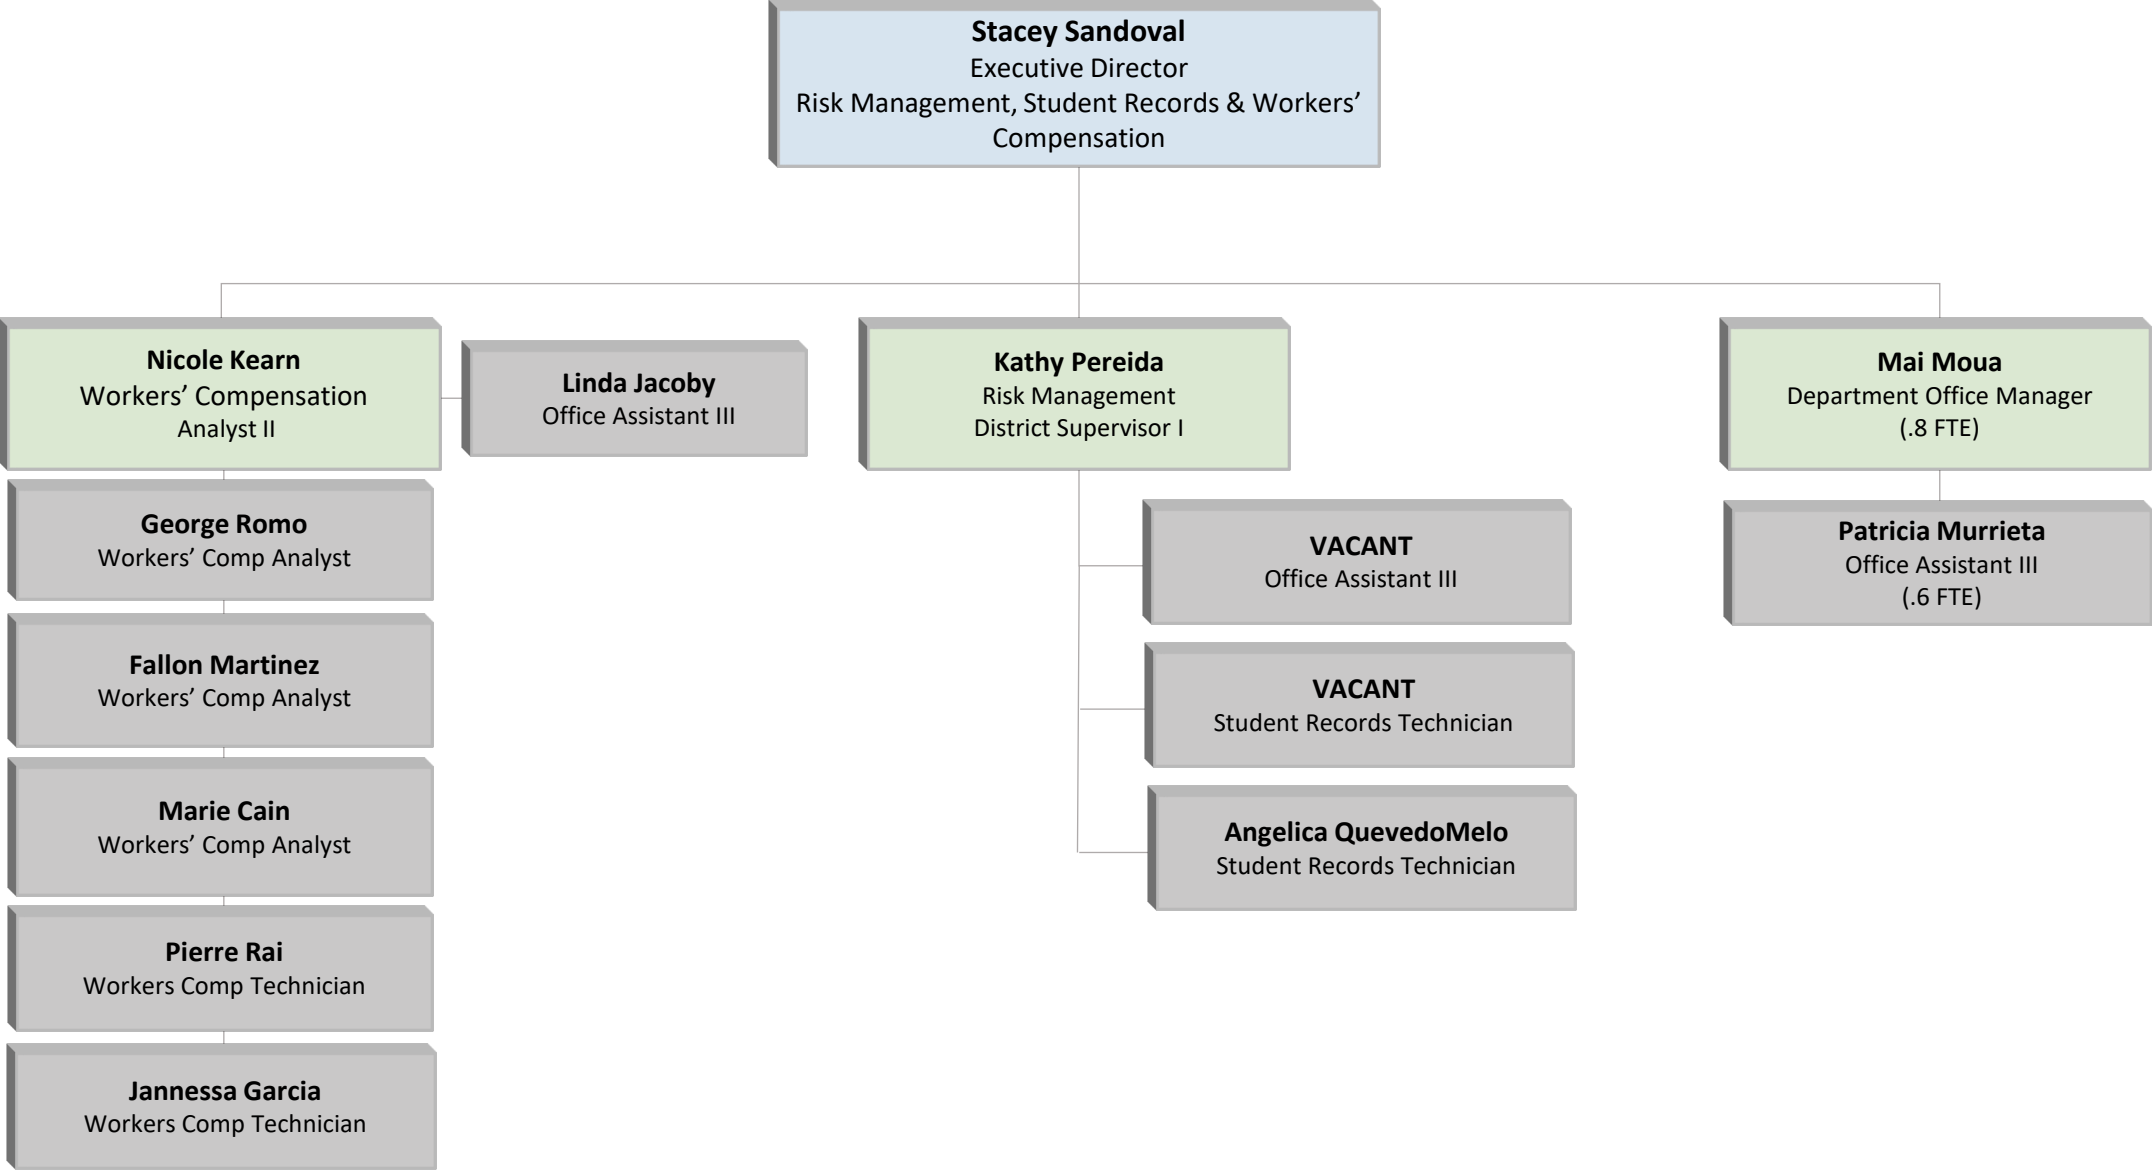 Stacey Sandoval
Executive Director
Risk Management, Student Records & Workers’
Compensation
Nicole Kearn
Workers’ Compensation
Analyst II
Linda Jacoby
Office Assistant III
Kathy Pereida
Risk Management
District Supervisor I
Mai Moua
Department Office Manager
(.8 FTE)
George Romo
Workers’ Comp Analyst
Fallon Martinez
Workers’ Comp Analyst
Marie Cain
Workers’ Comp Analyst
Pierre Rai
Workers Comp Technician
Jannessa Garcia
Workers Comp Technician
VACANT
Office Assistant III
VACANT
Student Records Technician
Angelica QuevedoMelo
Student Records Technician
Patricia Murrieta
Office Assistant III
(.6 FTE)